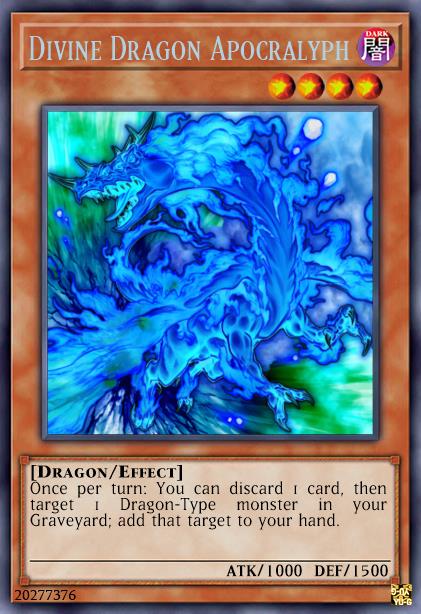 DIVINE DRAGON APOCRALYPH
DARK
闇
[DRAGON/EFFECT]
Once per turn: You can discard 1 card, then
target 1 Dragon-Type monster in your
Graveyard; add that target to your hand.
ATK/1000 DEF/1500
20277376